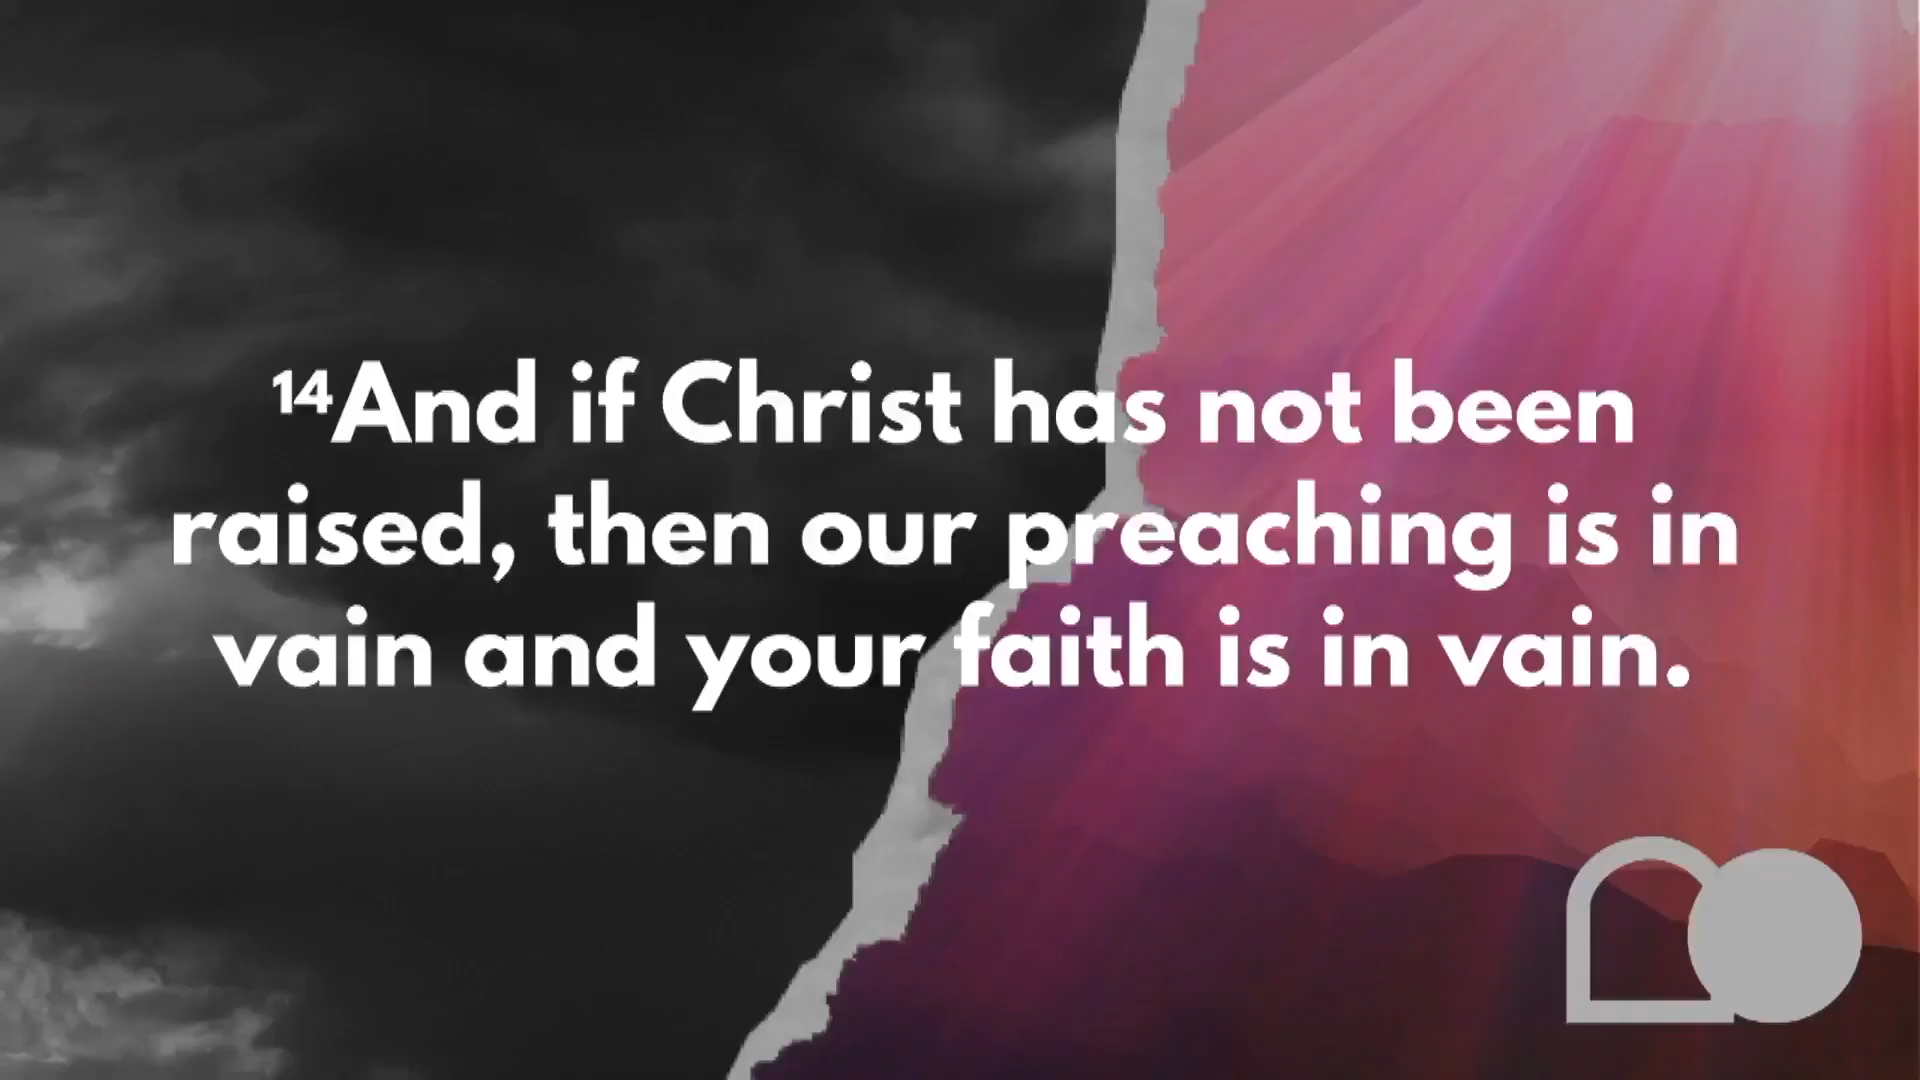 ¹⁴And if Christ has not been
raised, then our preaching is in
vain and your faith is in vain.